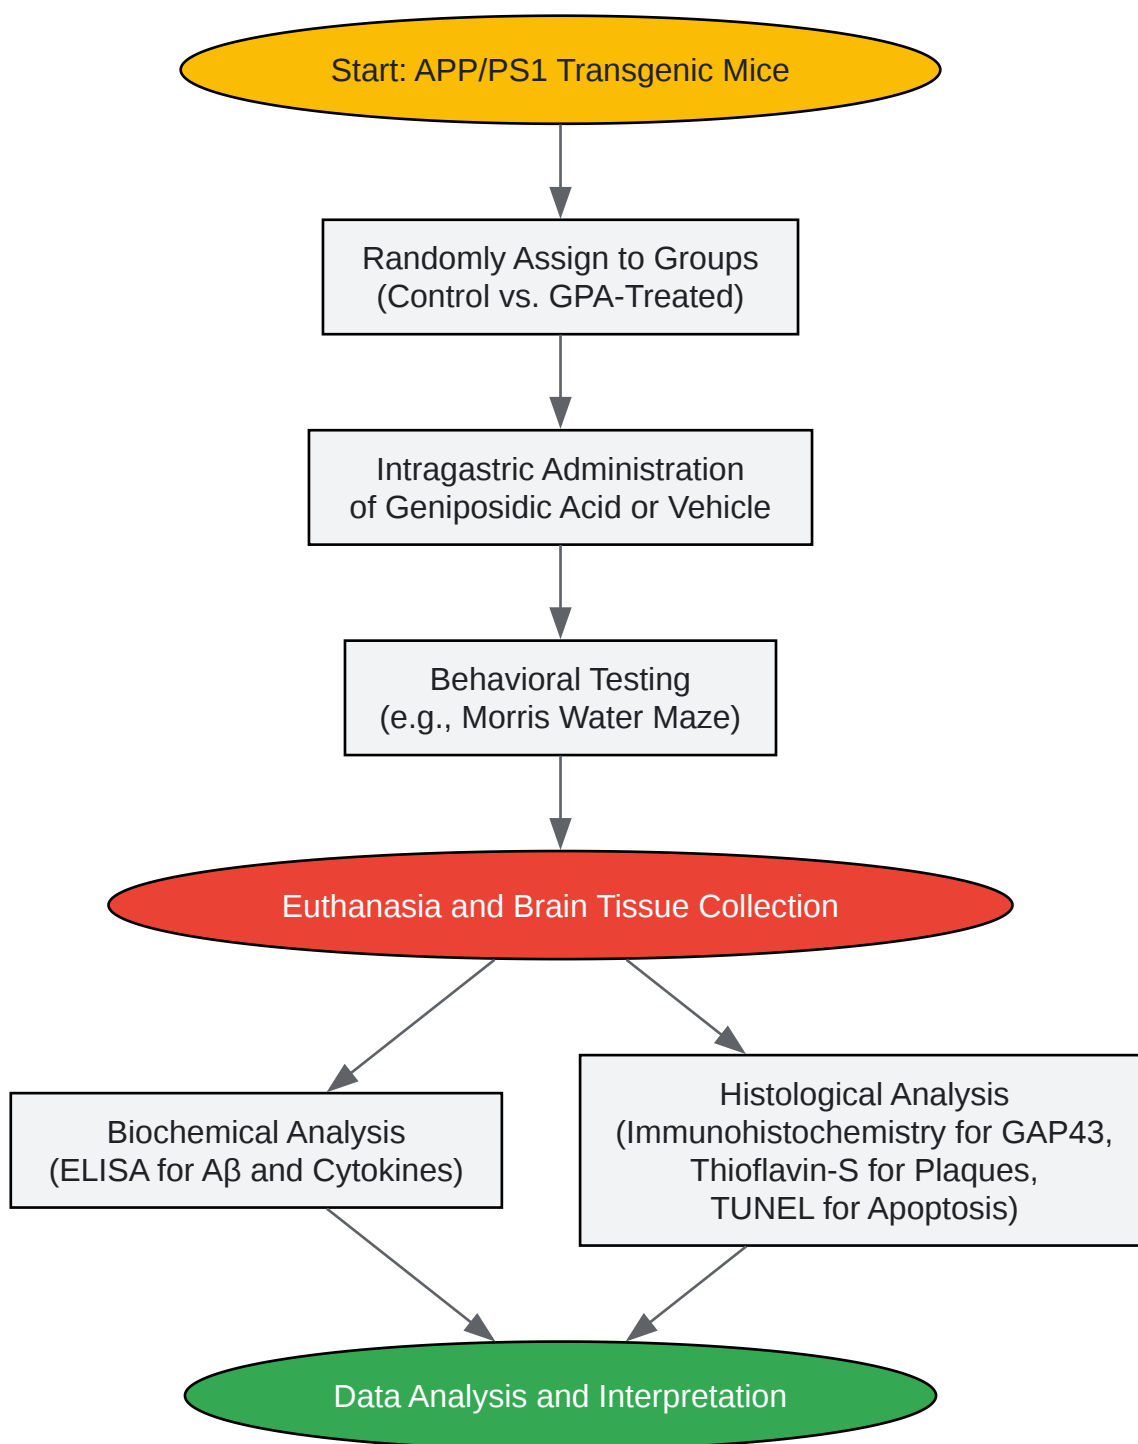 Start: APP/PS1 Transgenic Mice
Randomly Assign to Groups
(Control vs. GPA-Treated)
Intragastric Administration
of Geniposidic Acid or Vehicle
Behavioral Testing
(e.g., Morris Water Maze)
Euthanasia and Brain Tissue Collection
Biochemical Analysis
(ELISA for Aβ and Cytokines)
Histological Analysis
(Immunohistochemistry for GAP43,
Thioflavin-S for Plaques,
TUNEL for Apoptosis)
Data Analysis and Interpretation